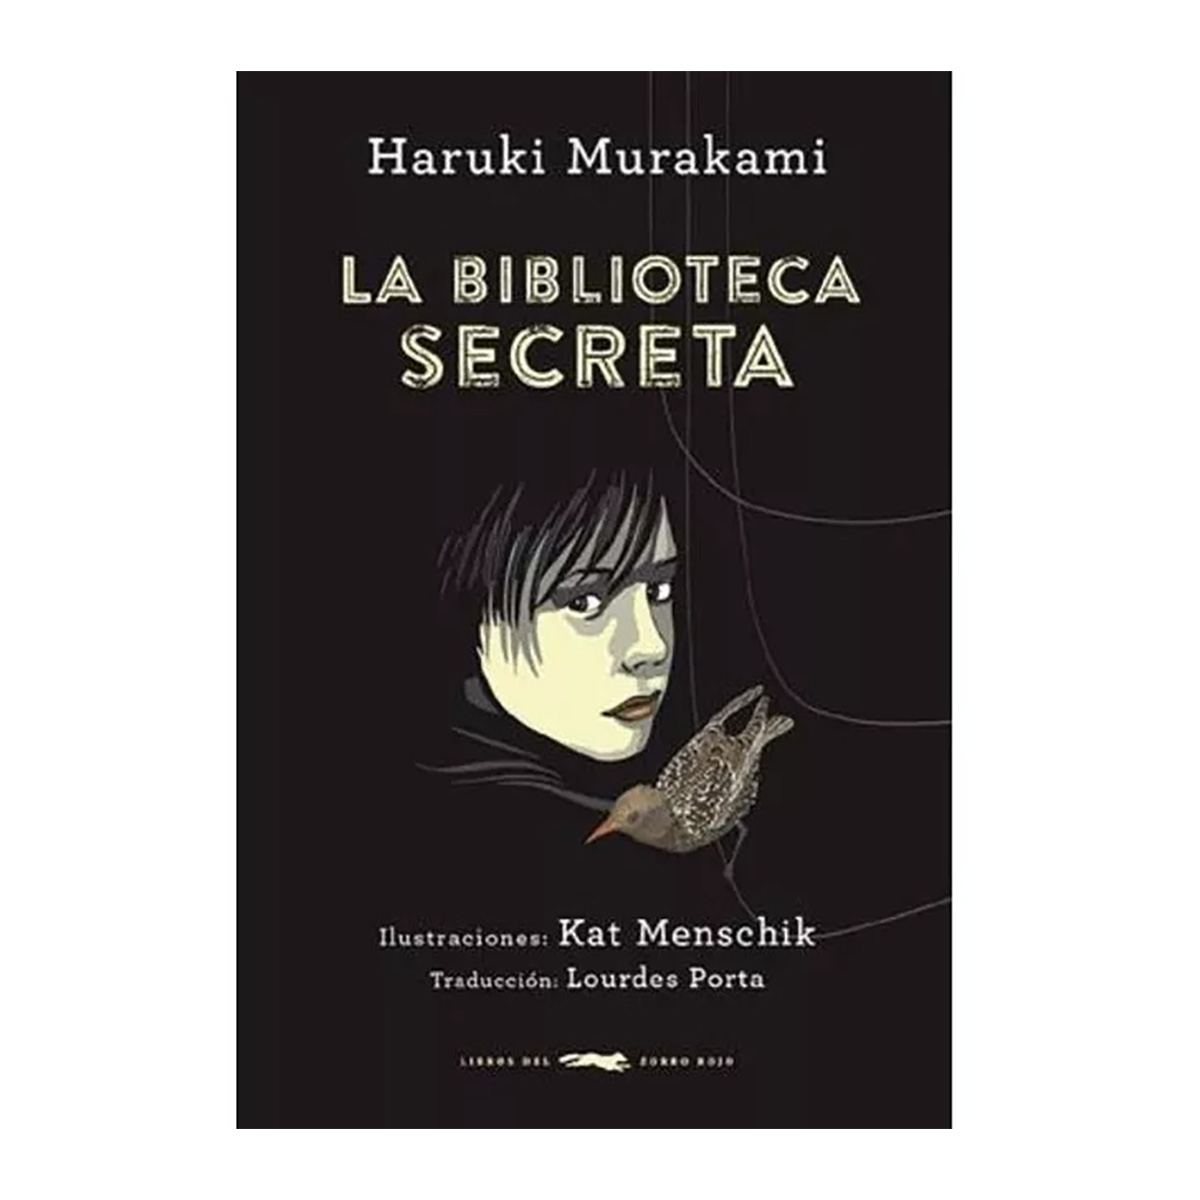 Haruki Murakami
LA BIBLIOTECA
SECRETA
Ilustraciones: Kat Menschik
Traducción: Lourdes Porta
LIBROS DEL ZORRO ROJO